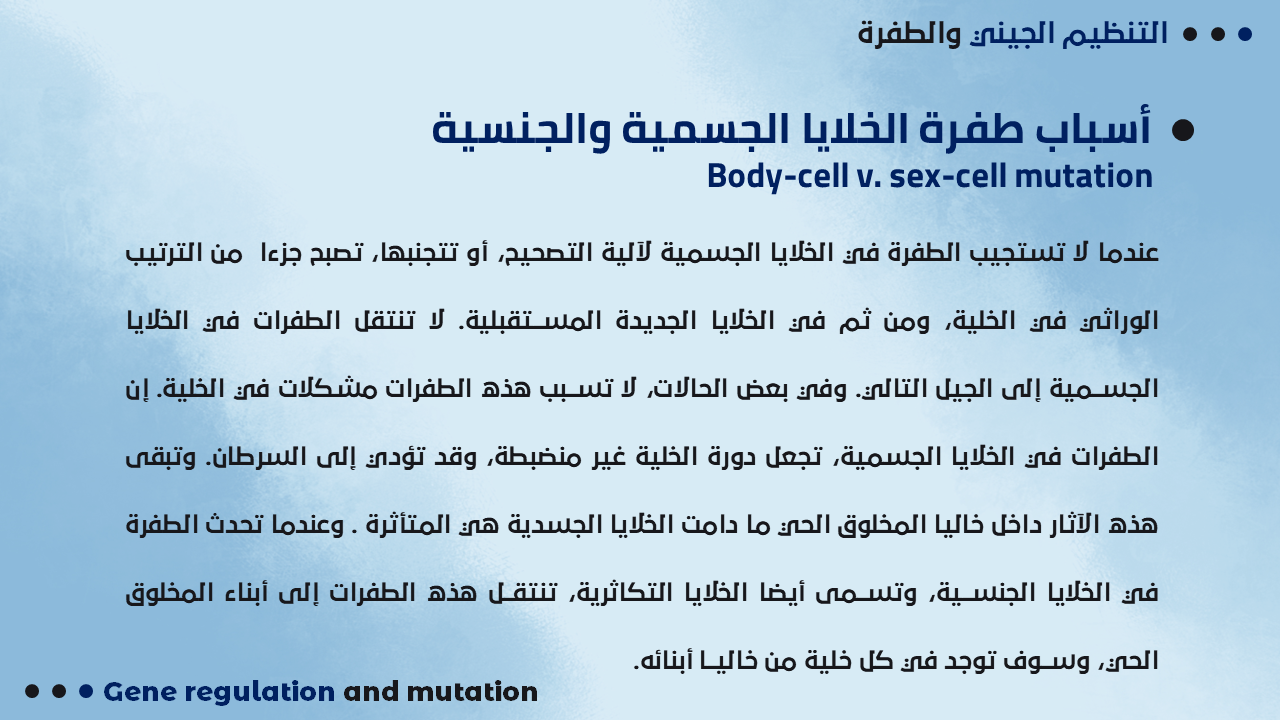 التنظيم الجيني والطفرة
أسباب طفرة الخلايا الجسمية والجنسية
Body-cell v. sex-cell mutation
عندما لا تستجيب الطفرة في الخلايا الجسمية لآلية التصحيح، أو تتجنبها، تصبح جزءا من الترتيب
الوراثي في الخلية، ومن ثم في الخلايا الجديدة المستقبلية. لا تنتقل الطفرات في الخلايا
الجسمية إلى الجيل التالي. وفي بعض الحالات، لا تسبب هذه الطفرات مشكلات في الخلية. إن
الطفرات في الخلايا الجسمية، تجعل دورة الخلية غير منضبطة، وقد تؤدي إلى السرطان. وتبقى
هذه الآثار داخل خاليا المخلوق الحي ما دامت الخلايا الجسدية هي المتأثرة . وعندما تحدث الطفرة
في الخلايا الجنسية، وتسمى أيضا الخلايا التكاثرية، تنتقل هذه الطفرات إلى أبناء المخلوق
الحي، وسوف توجد في كل خلية من خاليا أبنائه.
Gene regulation and mutation